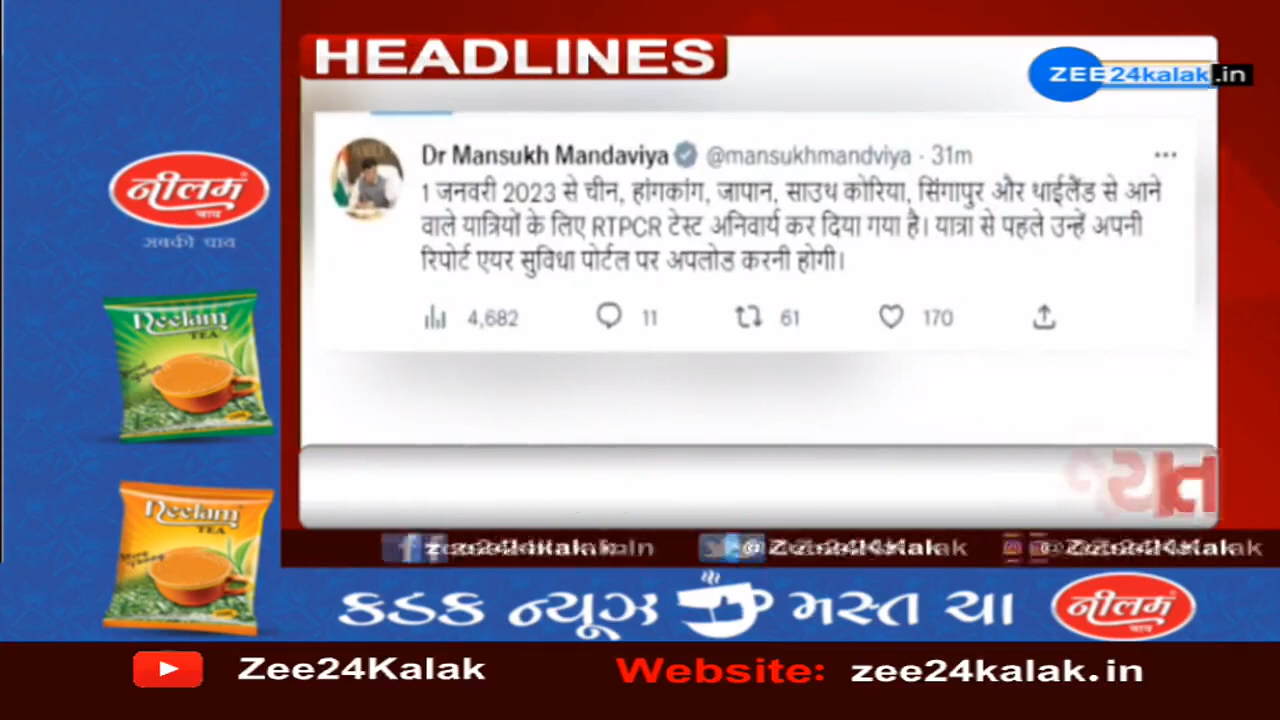 HEADLINES
ZEE24kalak.in
Dr Mansukh Mandaviya @mansukhmandviya · 31m
1 जनवरी 2023 से चीन, हांगकांग, जापान, साउथ कोरिया, सिंगापुर और थाईलैंड से आने
वाले यात्रियों के लिए RTPCR टेस्ट अनिवार्य कर दिया गया है। यात्रा से पहले उन्हें अपनी
रिपोर्ट एयर सुविधा पोर्टल पर अपलोड करनी होगी।
4,682 11 61 170
नीलम
चाय
सबकी चाय
Neelam
TEA
Neelam
TEA
કડક ન્યૂઝ મસ્ત ચા
नीलम
चाय
Zee24Kalak Website: zee24kalak.in